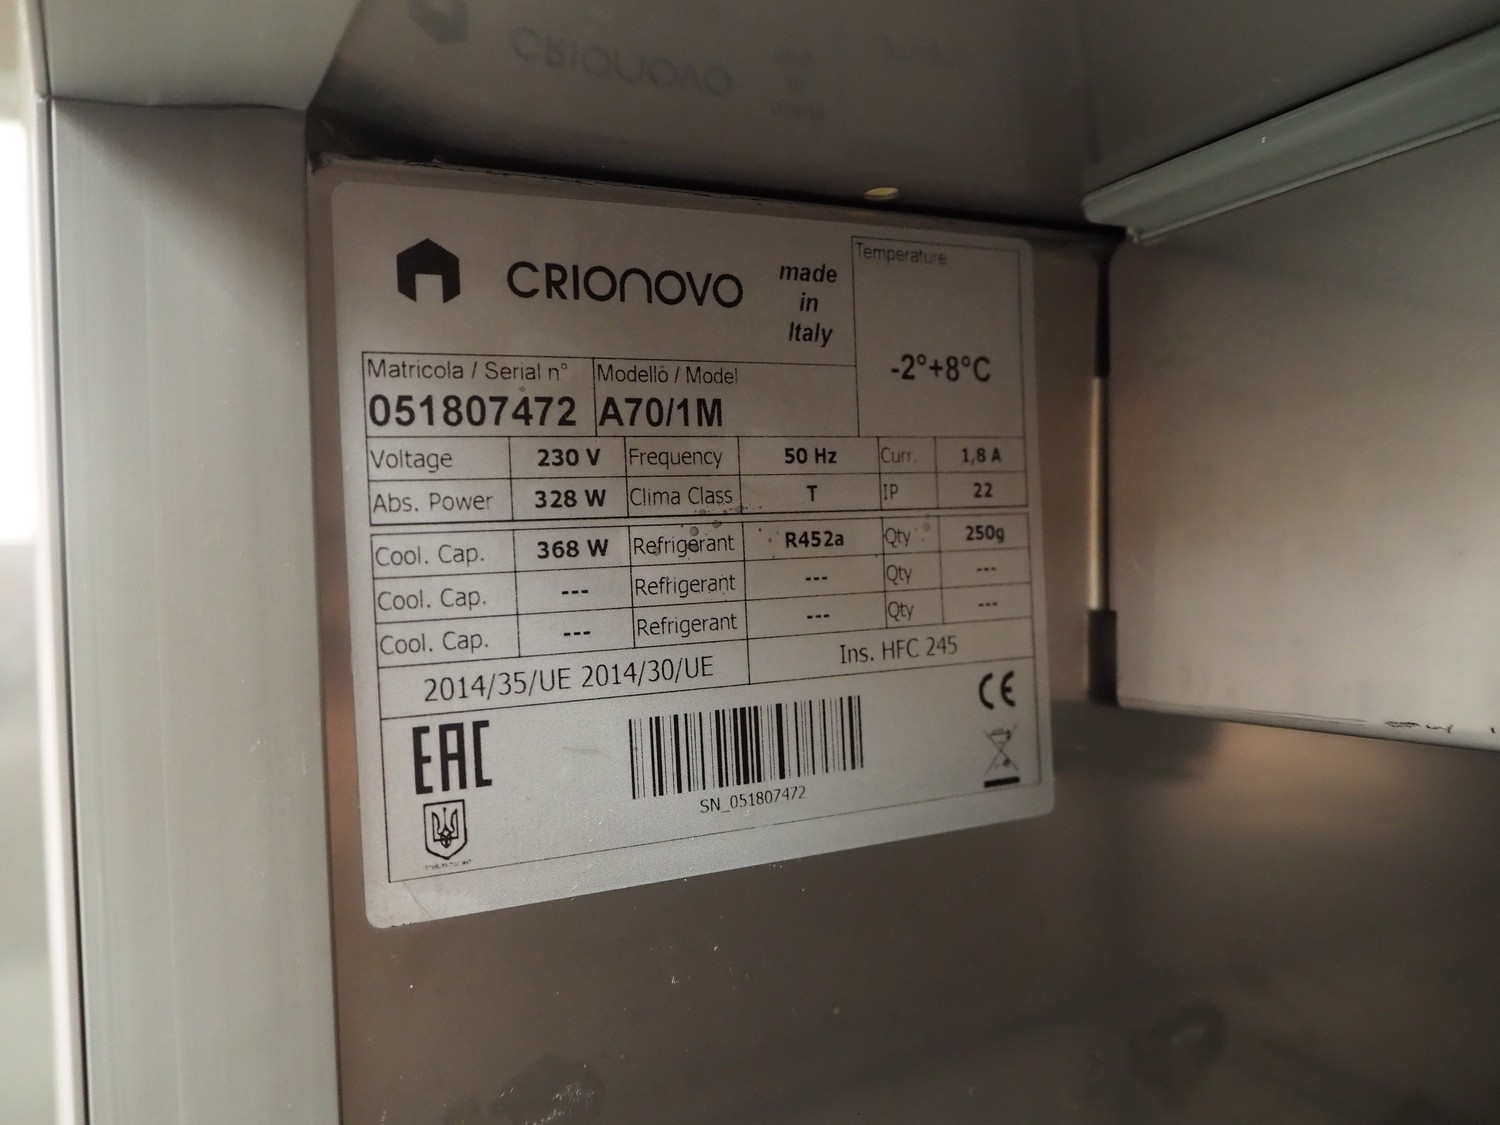 CRIONOVO
made
in
Italy
Temperature
-2°+8°C
Matricola / Serial n° Modello / Model
051807472 A70/1M
Voltage 230 V Frequency 50 Hz Curr. 1,8 A
Abs. Power 328 W Clima Class T IP 22
Cool. Cap. 368 W Refrigerant R452a Qty 250g
Cool. Cap. --- Refrigerant --- Qty ---
Cool. Cap. --- Refrigerant --- Qty ---
2014/35/UE 2014/30/UE Ins. HFC 245
EAC CE
SN_051807472